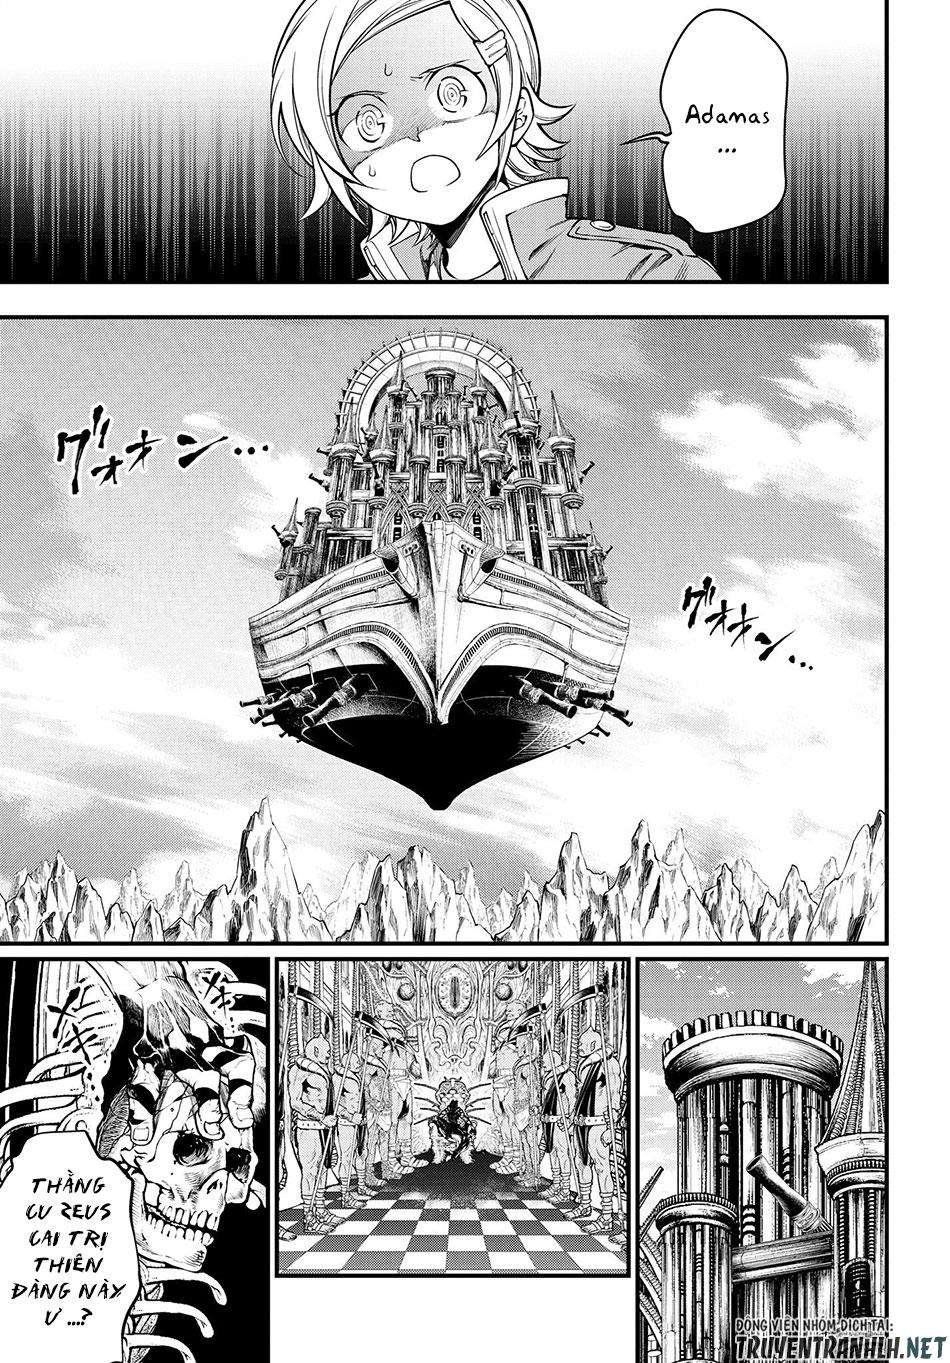 Adamas
...
グオオン...
グオオン...
THẰNG
CU ZEUS
CAI TRỊ
THIÊN
ĐÀNG NÀY
Ư ....?
ĐỘNG VIÊN NHÓM DỊCH TẠI:
TRUYENTRANHLH.NET